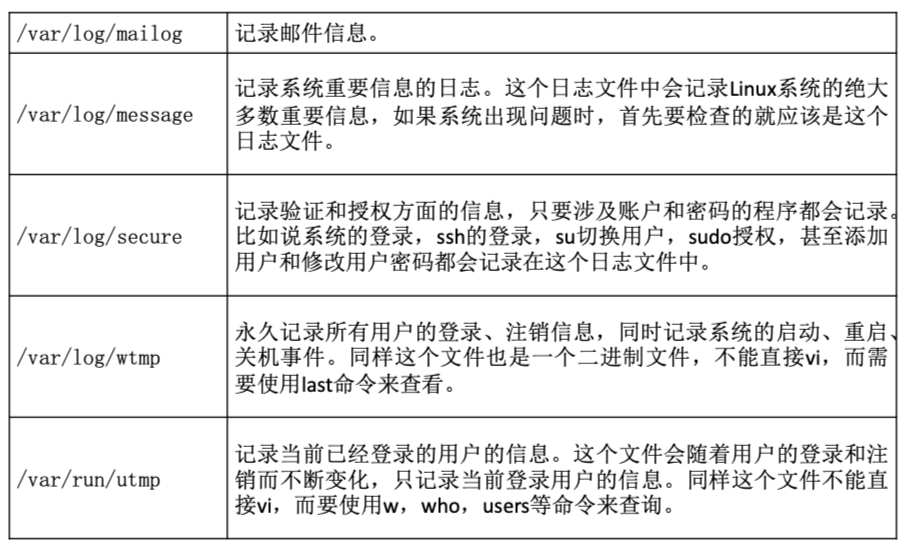 /var/log/mailog 记录邮件信息。
/var/log/message 记录系统重要信息的日志。这个日志文件中会记录Linux系统的绝大
多数重要信息，如果系统出现问题时，首先要检查的就应该是这个
日志文件。
/var/log/secure 记录验证和授权方面的信息，只要涉及账户和密码的程序都会记录。
比如说系统的登录，ssh的登录，su切换用户，sudo授权，甚至添加
用户和修改用户密码都会记录在这个日志文件中。
/var/log/wtmp 永久记录所有用户的登录、注销信息，同时记录系统的启动、重启、
关机事件。同样这个文件也是一个二进制文件，不能直接vi，而需
要使用last命令来查看。
/var/run/utmp 记录当前已经登录的用户的信息。这个文件会随着用户的登录和注
销而不断变化，只记录当前登录用户的信息。同样这个文件不能直
接vi，而要使用w，who，users等命令来查询。